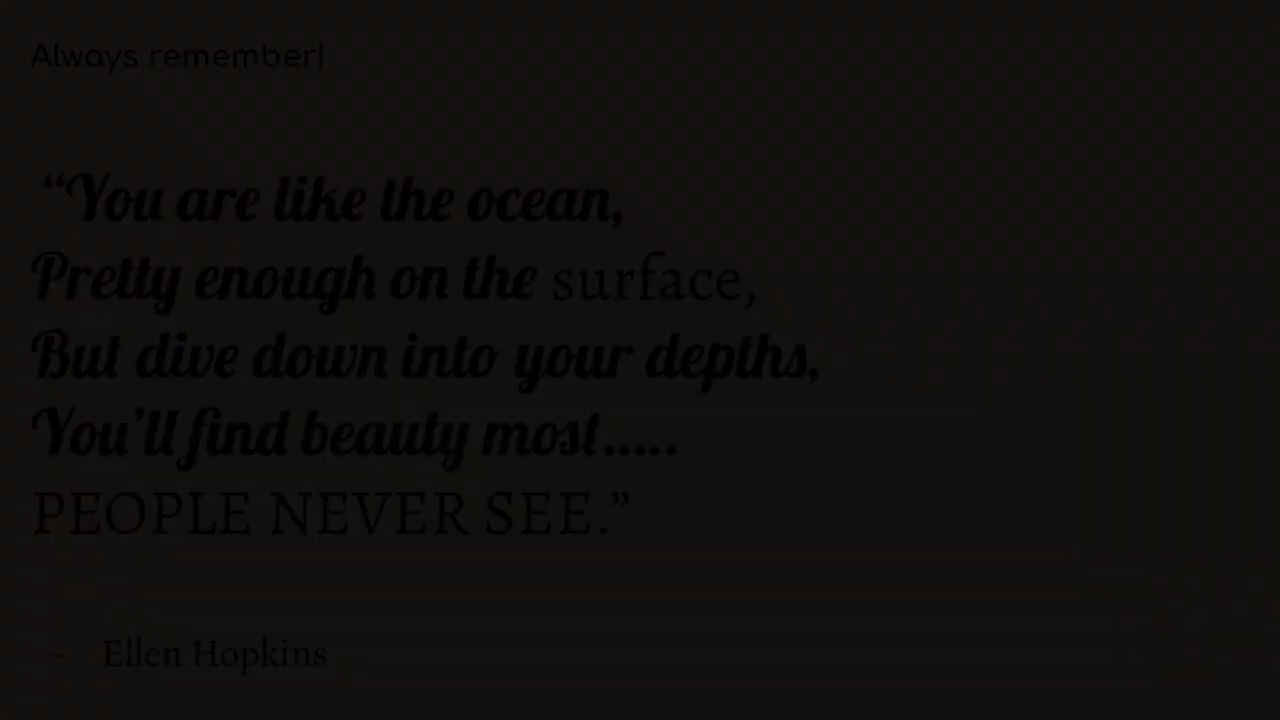 Always remember!
“You are like the ocean,
Pretty enough on the surface,
But dive down into your depths,
You’ll find beauty most.....
PEOPLE NEVER SEE.”
- Ellen Hopkins